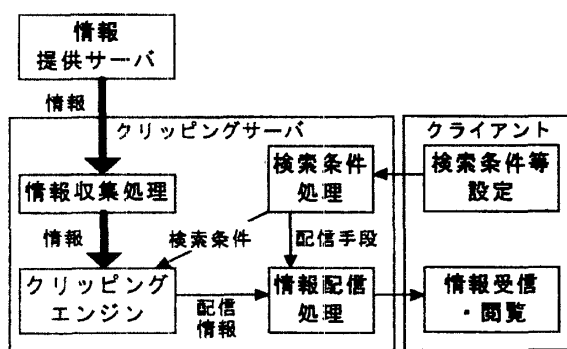 情報
提供サーバ
情報
クリッピングサーバ
クライアント
情報収集処理
検索条件
処理
検索条件等
設定
情報
検索条件
配信手段
クリッピング
エンジン
配信
情報
情報配信
処理
情報受信
・閲覧